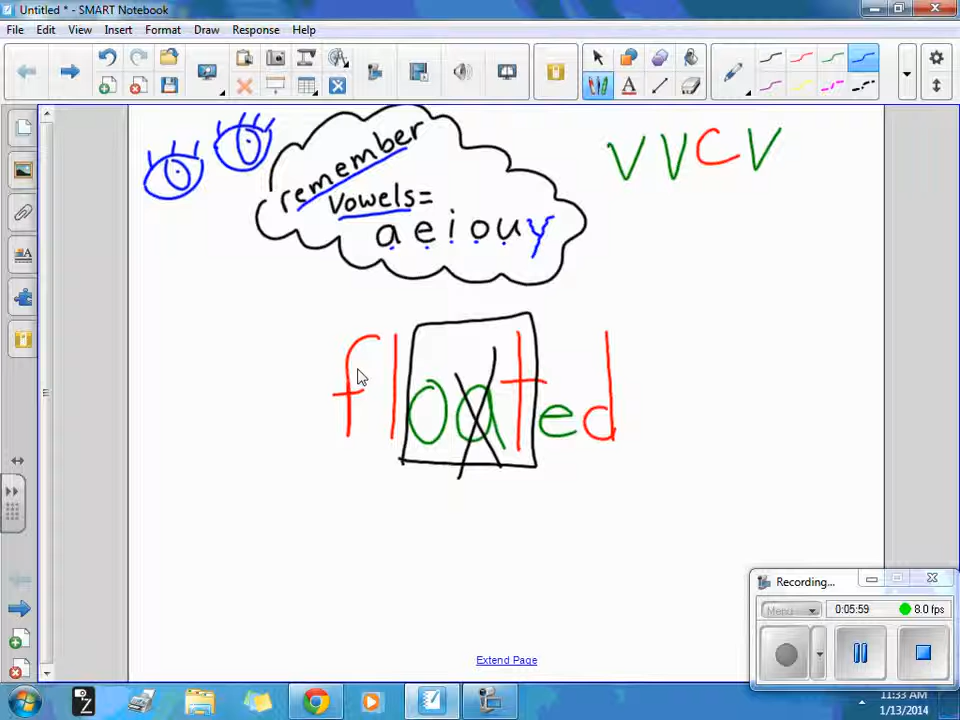 Untitled * - SMART Notebook
File Edit View Insert Format Draw Response Help
remember
Vowels=
a e i o u y
V V C V
floated
Extend Page
Recording...
Menu
0:05:59
8.0 fps
11:33 AM
1/13/2014